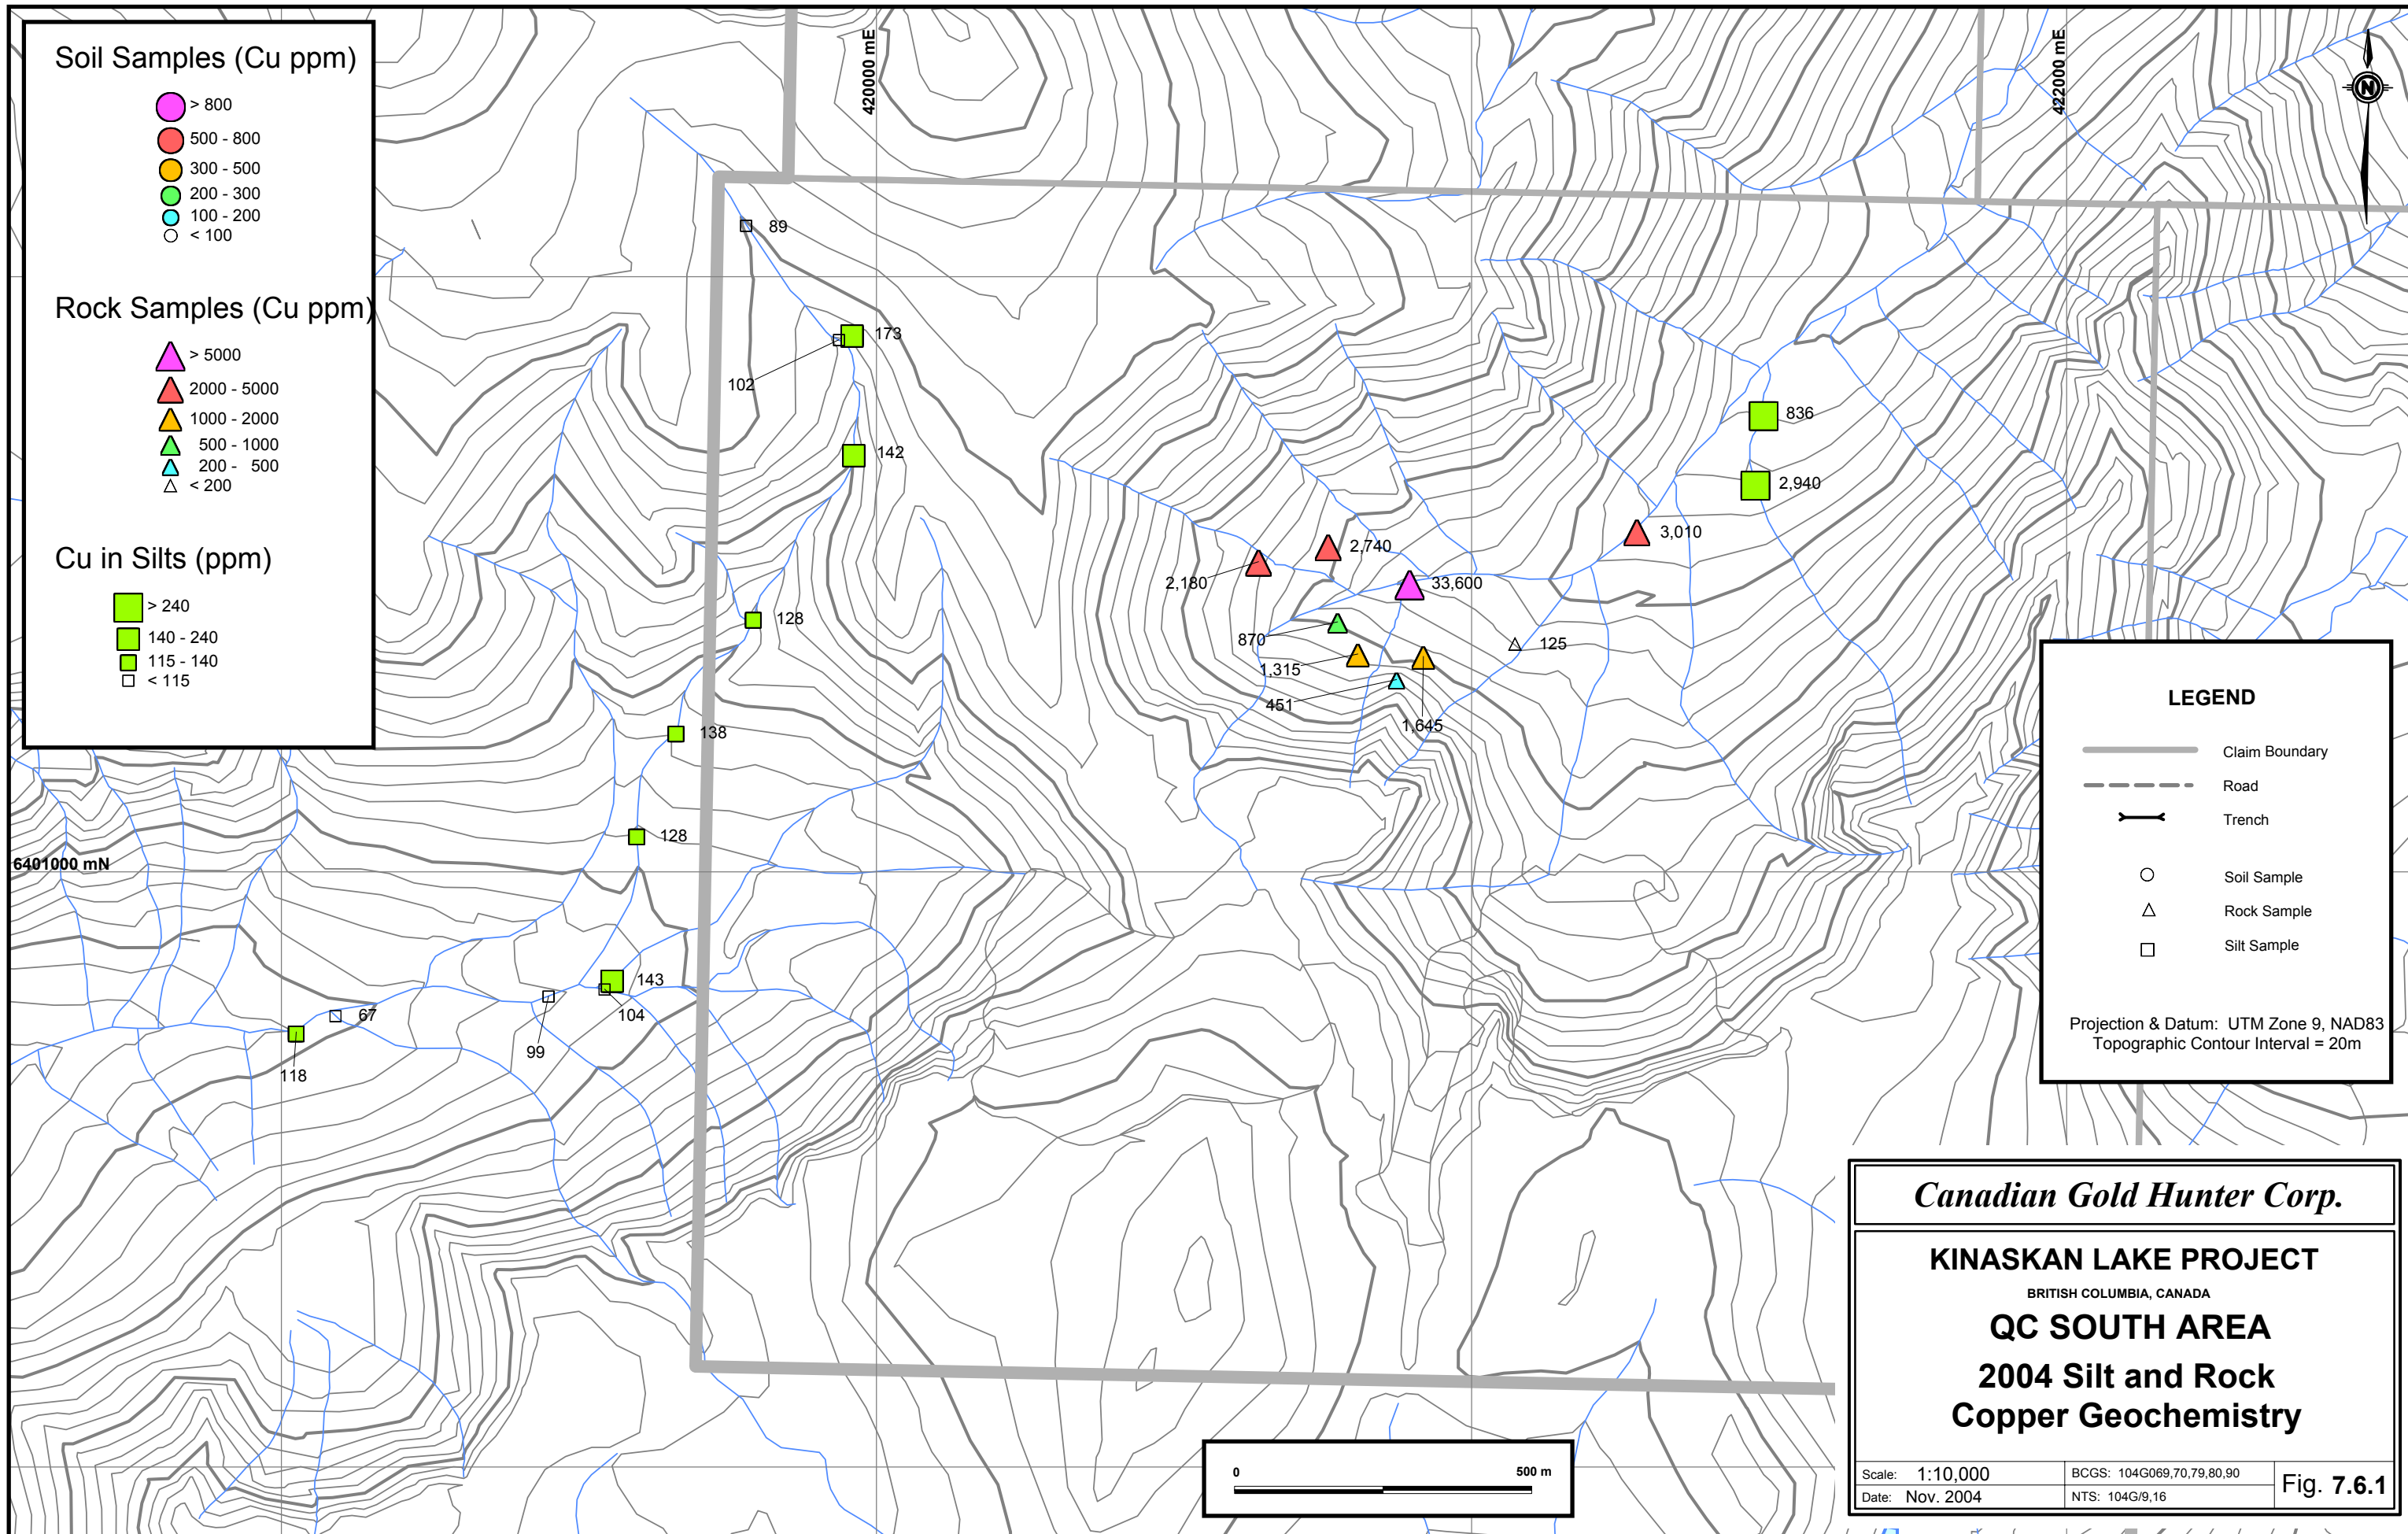 Soil Samples (Cu ppm)
> 800
500 - 800
300 - 500
200 - 300
100 - 200
< 100
Rock Samples (Cu ppm)
> 5000
2000 - 5000
1000 - 2000
500 - 1000
200 - 500
< 200
Cu in Silts (ppm)
> 240
140 - 240
115 - 140
< 115
420000 mE
422000 mE
N
89
173
102
142
128
138
128
6401000 mN
143
104
99
67
118
836
2,940
3,010
2,740
2,180
33,600
870
1,315
451
1,645
125
LEGEND
Claim Boundary
Road
Trench
Soil Sample
Rock Sample
Silt Sample
Projection & Datum: UTM Zone 9, NAD83
Topographic Contour Interval = 20m
0 500 m
Canadian Gold Hunter Corp.
KINASKAN LAKE PROJECT
BRITISH COLUMBIA, CANADA
QC SOUTH AREA
2004 Silt and Rock
Copper Geochemistry
Scale: 1:10,000
BCGS: 104G069,70,79,80,90
Date: Nov. 2004
NTS: 104G/9,16
Fig. 7.6.1